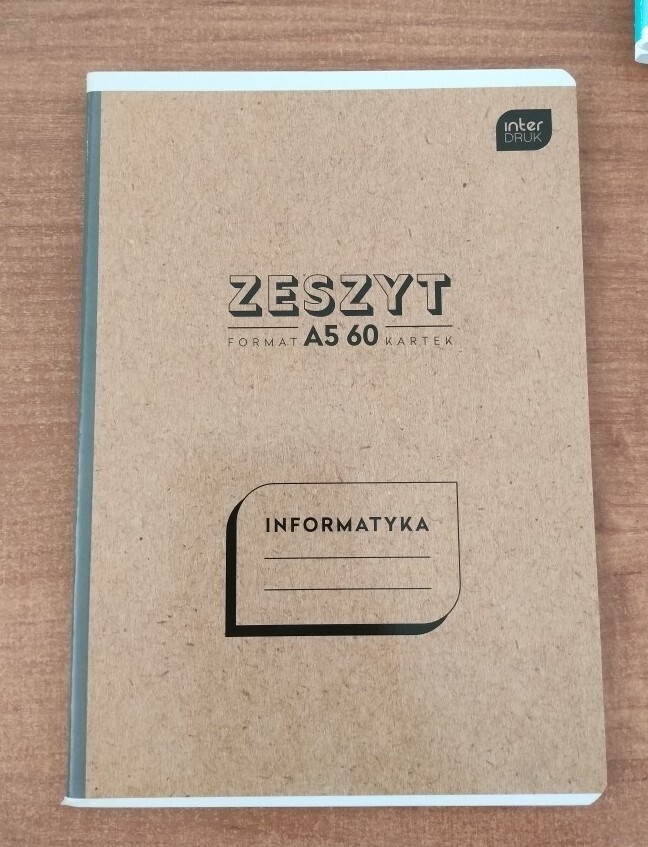 inter
DRUK
ZESZYT
FORMAT A5 60 KARTEK
INFORMATYKA